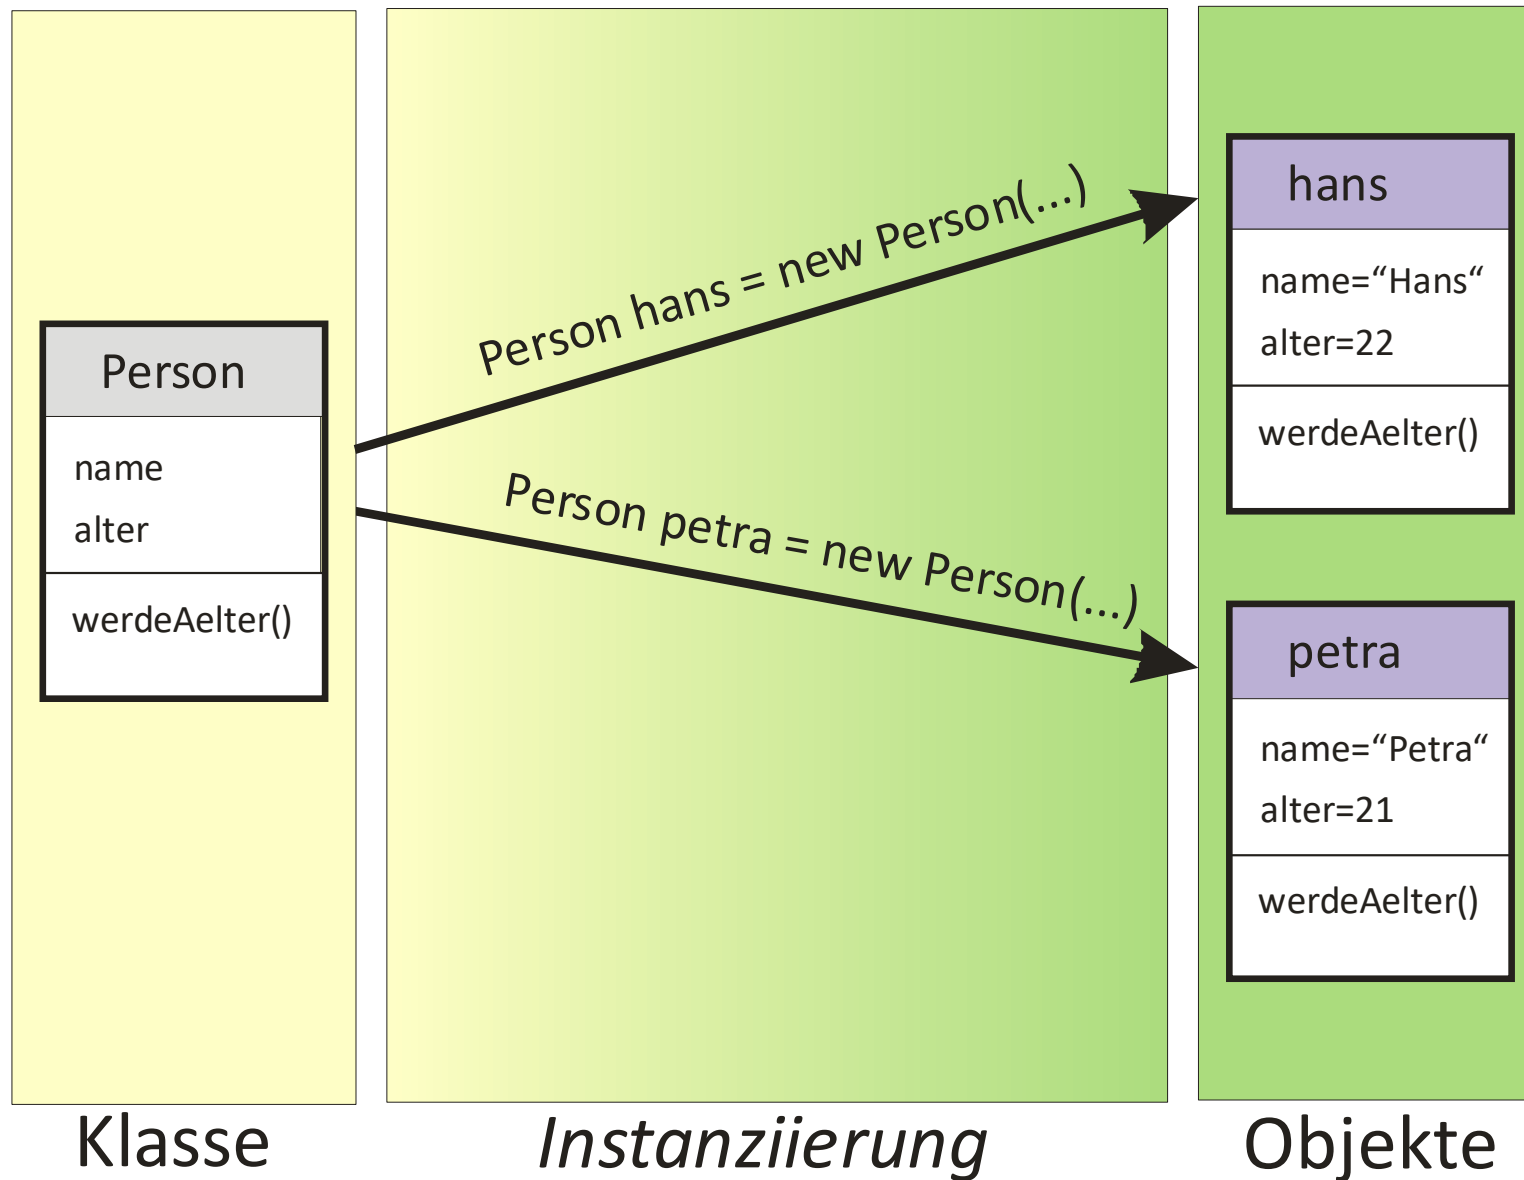 Person
name
alter
werdeAelter()
Person hans = new Person(...)
Person petra = new Person(...)
hans
name=“Hans“
alter=22
werdeAelter()
petra
name=“Petra“
alter=21
werdeAelter()
Klasse
Instanziierung
Objekte